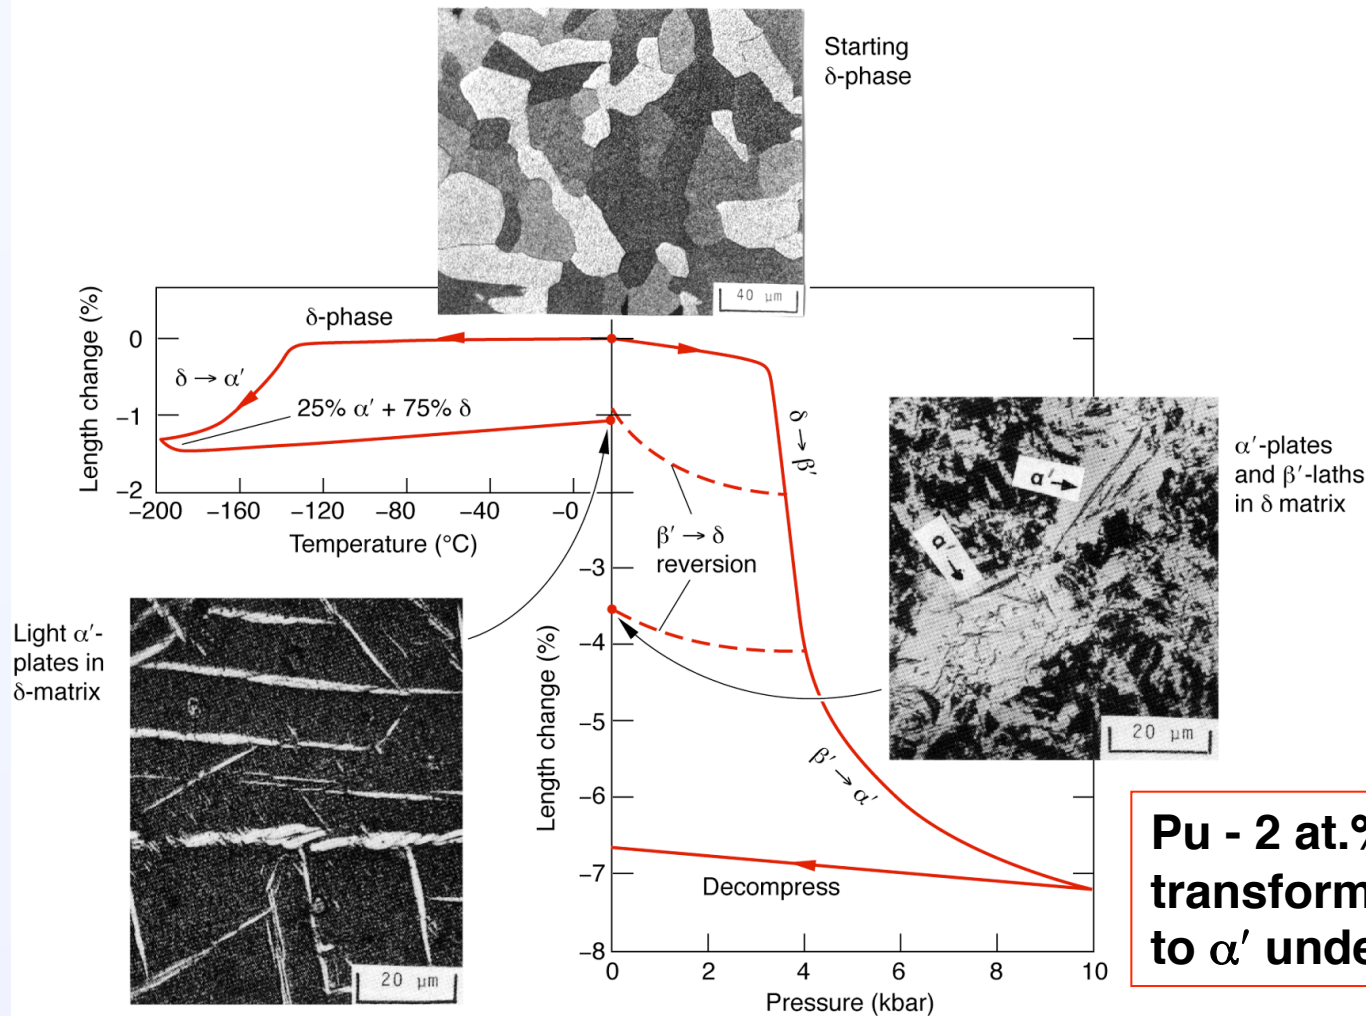 Starting
δ-phase
40 µm
Length change (%)
0
–1
–2
δ-phase
δ → α′
25% α′ + 75% δ
–200
–160
–120
–80
–40
–0
Temperature (°C)
δ → β′
β′ → δ
reversion
α′
α′
20 µm
α′-plates
and β′-laths
in δ matrix
Light α′-
plates in
δ-matrix
20 µm
Length change (%)
–3
–4
–5
–6
–7
–8
β′ → α′
Decompress
0
2
4
6
8
10
Pressure (kbar)
Pu - 2 at.%
transform
to α′ unde